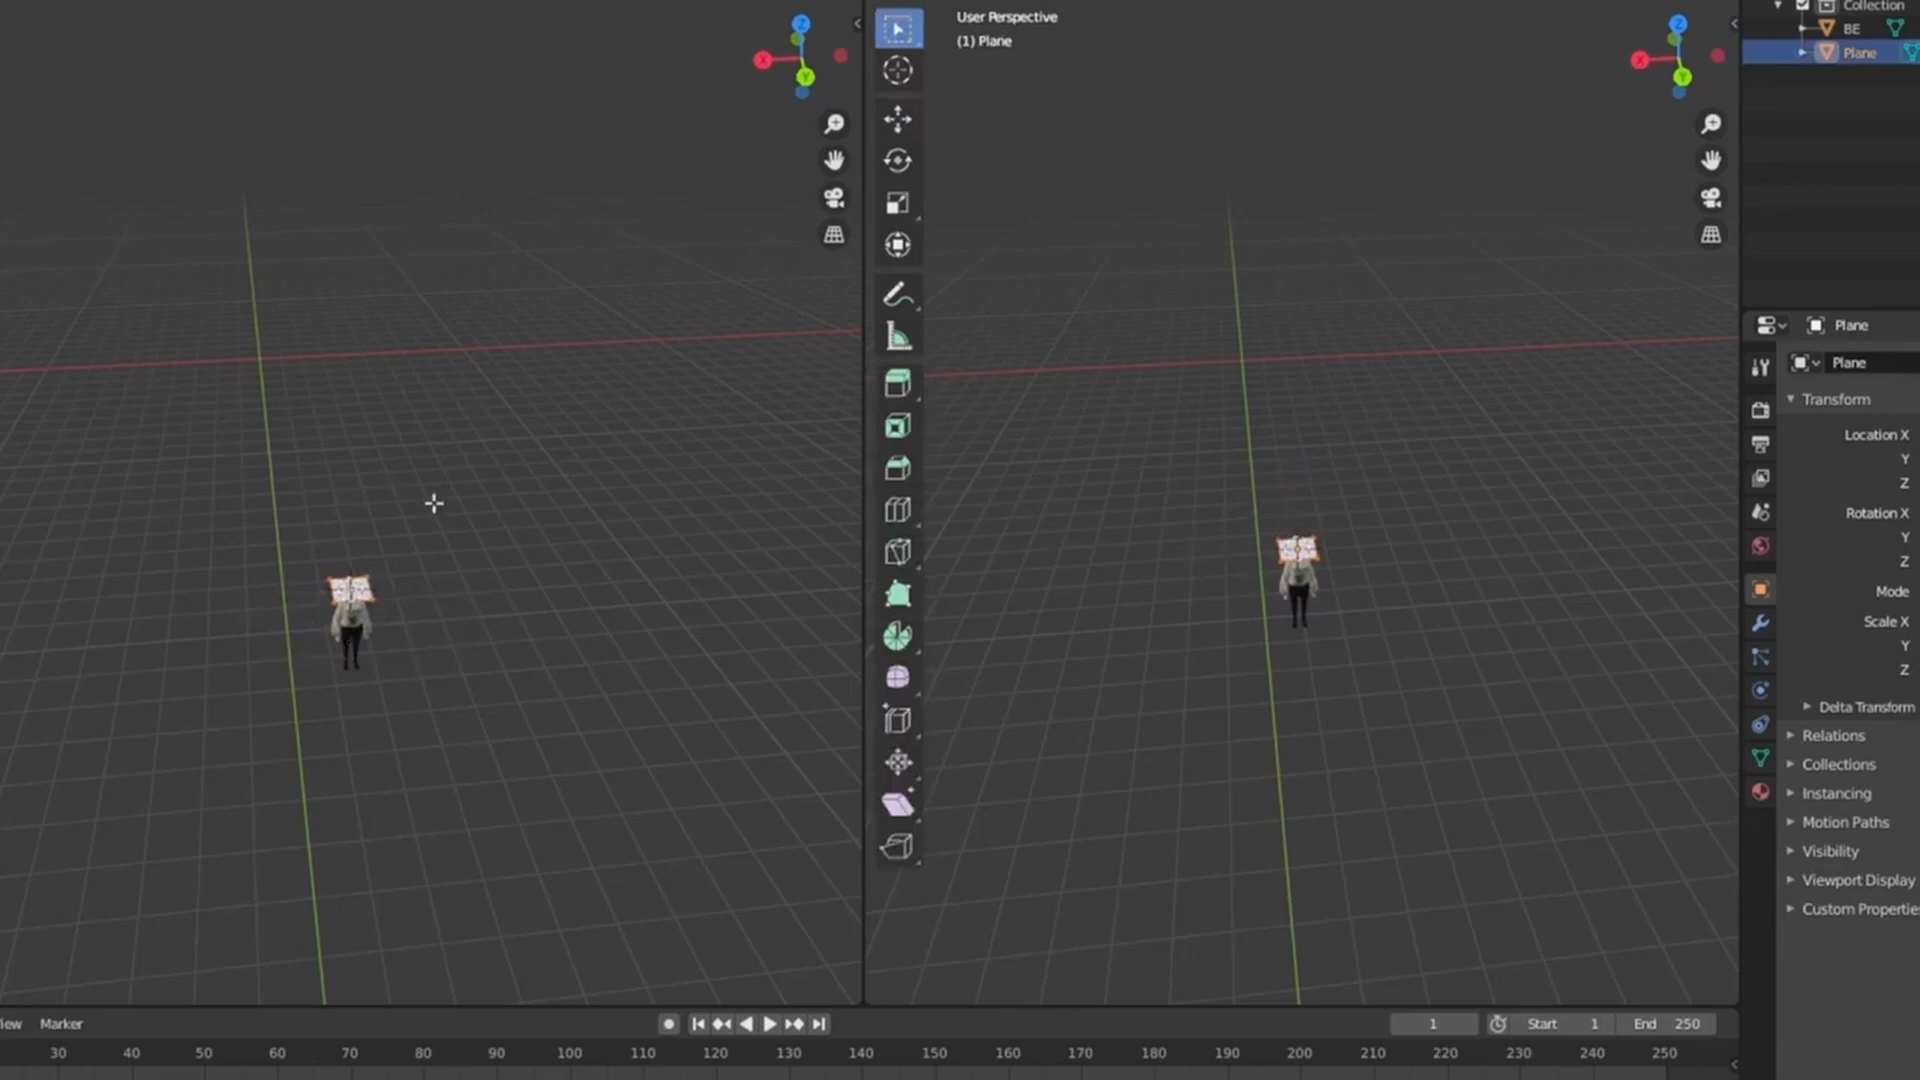 Z
X
Y
User Perspective
(1) Plane
Z
X
Y
Collection
BE
Plane
Plane
Plane
Transform
Location X
Y
Z
Rotation X
Y
Z
Mode
Scale X
Y
Z
Delta Transform
Relations
Collections
Instancing
Motion Paths
Visibility
Viewport Display
Custom Propertie
iew Marker
1 Start 1 End 250
30 40 50 60 70 80 90 100 110 120 130 140 150 160 170 180 190 200 210 220 230 240 250